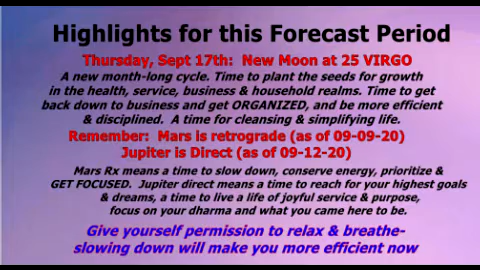 Highlights for this Forecast Period
Thursday, Sept 17th: New Moon at 25 VIRGO
A new month-long cycle. Time to plant the seeds for growth
in the health, service, business & household realms. Time to get
back down to business and get ORGANIZED, and be more efficient
& disciplined. A time for cleansing & simplifying life.
Remember: Mars is retrograde (as of 09-09-20)
Jupiter is Direct (as of 09-12-20)
Mars Rx means a time to slow down, conserve energy, prioritize &
GET FOCUSED. Jupiter direct means a time to reach for your highest goals
& dreams, a time to live a life of joyful service & purpose,
focus on your dharma and what you came here to be.
Give yourself permission to relax & breathe-
slowing down will make you more efficient now